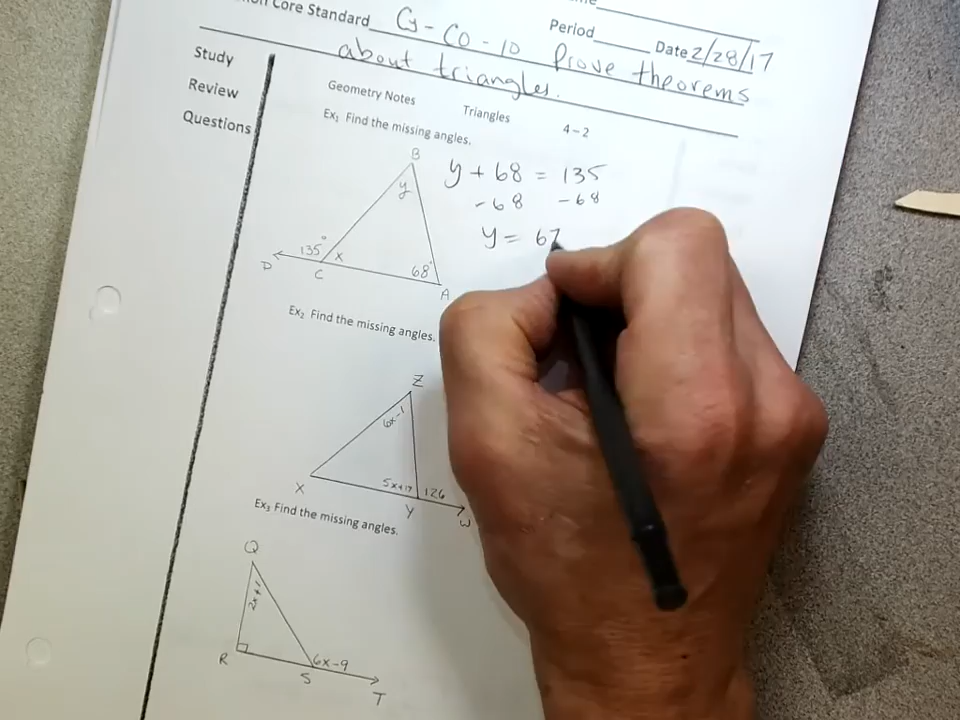 Core Standard G-CO-10 Prove theorems
about triangles.
Period Date 2/28/17
Study
Review
Questions
Geometry Notes Triangles 4-2
Ex1 Find the missing angles.
B
y
135°
x
68°
D
C
A
y + 68 = 135
-68 -68
y = 67
Ex2 Find the missing angles.
Z
6x-1
X
5x+17
126
Y
W
Ex3 Find the missing angles.
Q
2x+1
R
6x-9
S
T